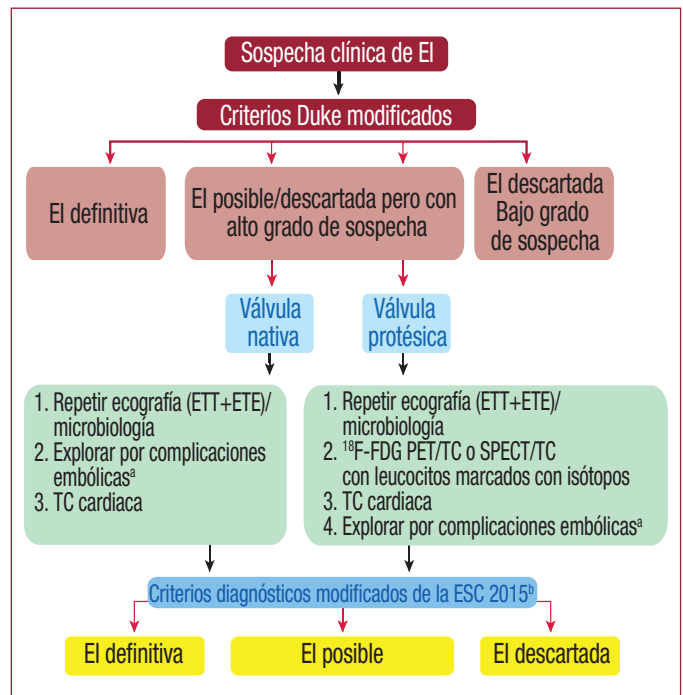 Sospecha clínica de EI
Criterios Duke modificados
EI definitiva
EI posible/descartada pero con
alto grado de sospecha
EI descartada
Bajo grado
de sospecha
Válvula
nativa
Válvula
protésica
1. Repetir ecografía (ETT+ETE)/
microbiología
2. Explorar por complicaciones
embólicasᵃ
3. TC cardiaca
1. Repetir ecografía (ETT+ETE)/
microbiología
2. ¹⁸F-FDG PET/TC o SPECT/TC
con leucocitos marcados con isótopos
3. TC cardiaca
4. Explorar por complicaciones embólicasᵃ
Criterios diagnósticos modificados de la ESC 2015ᵇ
EI definitiva
EI posible
EI descartada